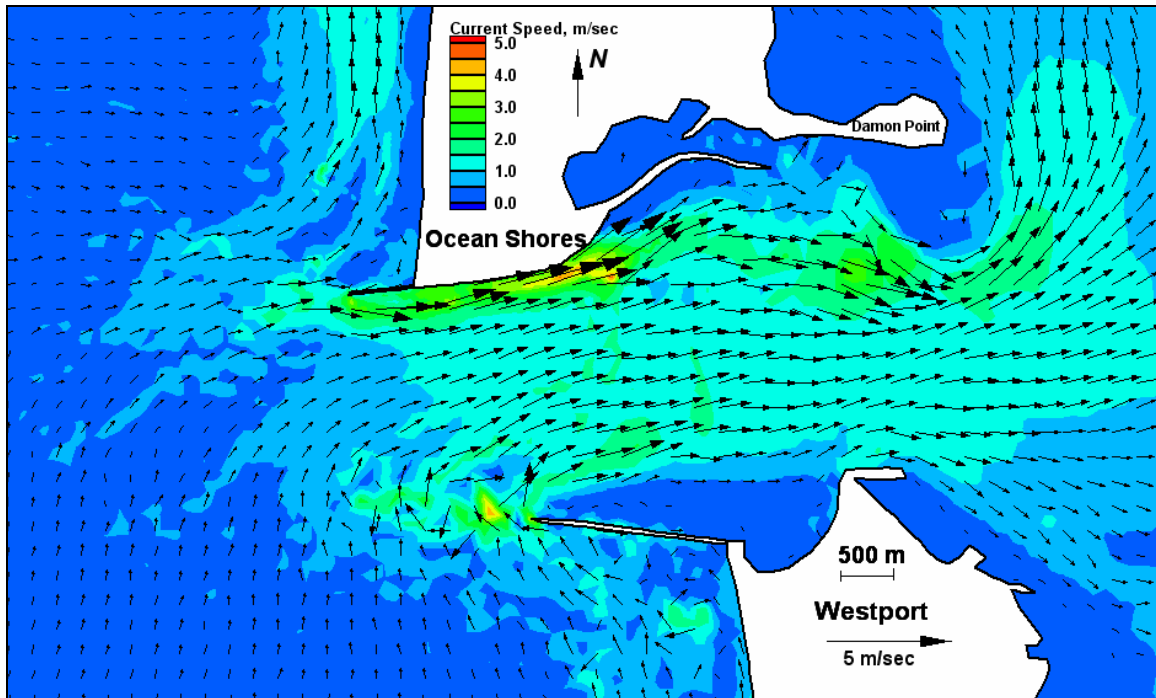 Current Speed, m/sec
5.0
4.0
3.0
2.0
1.0
0.0
N
Damon Point
Ocean Shores
500 m
Westport
5 m/sec